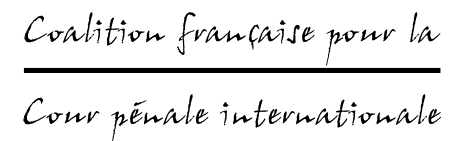 Coalition française pour la
Cour pénale internationale